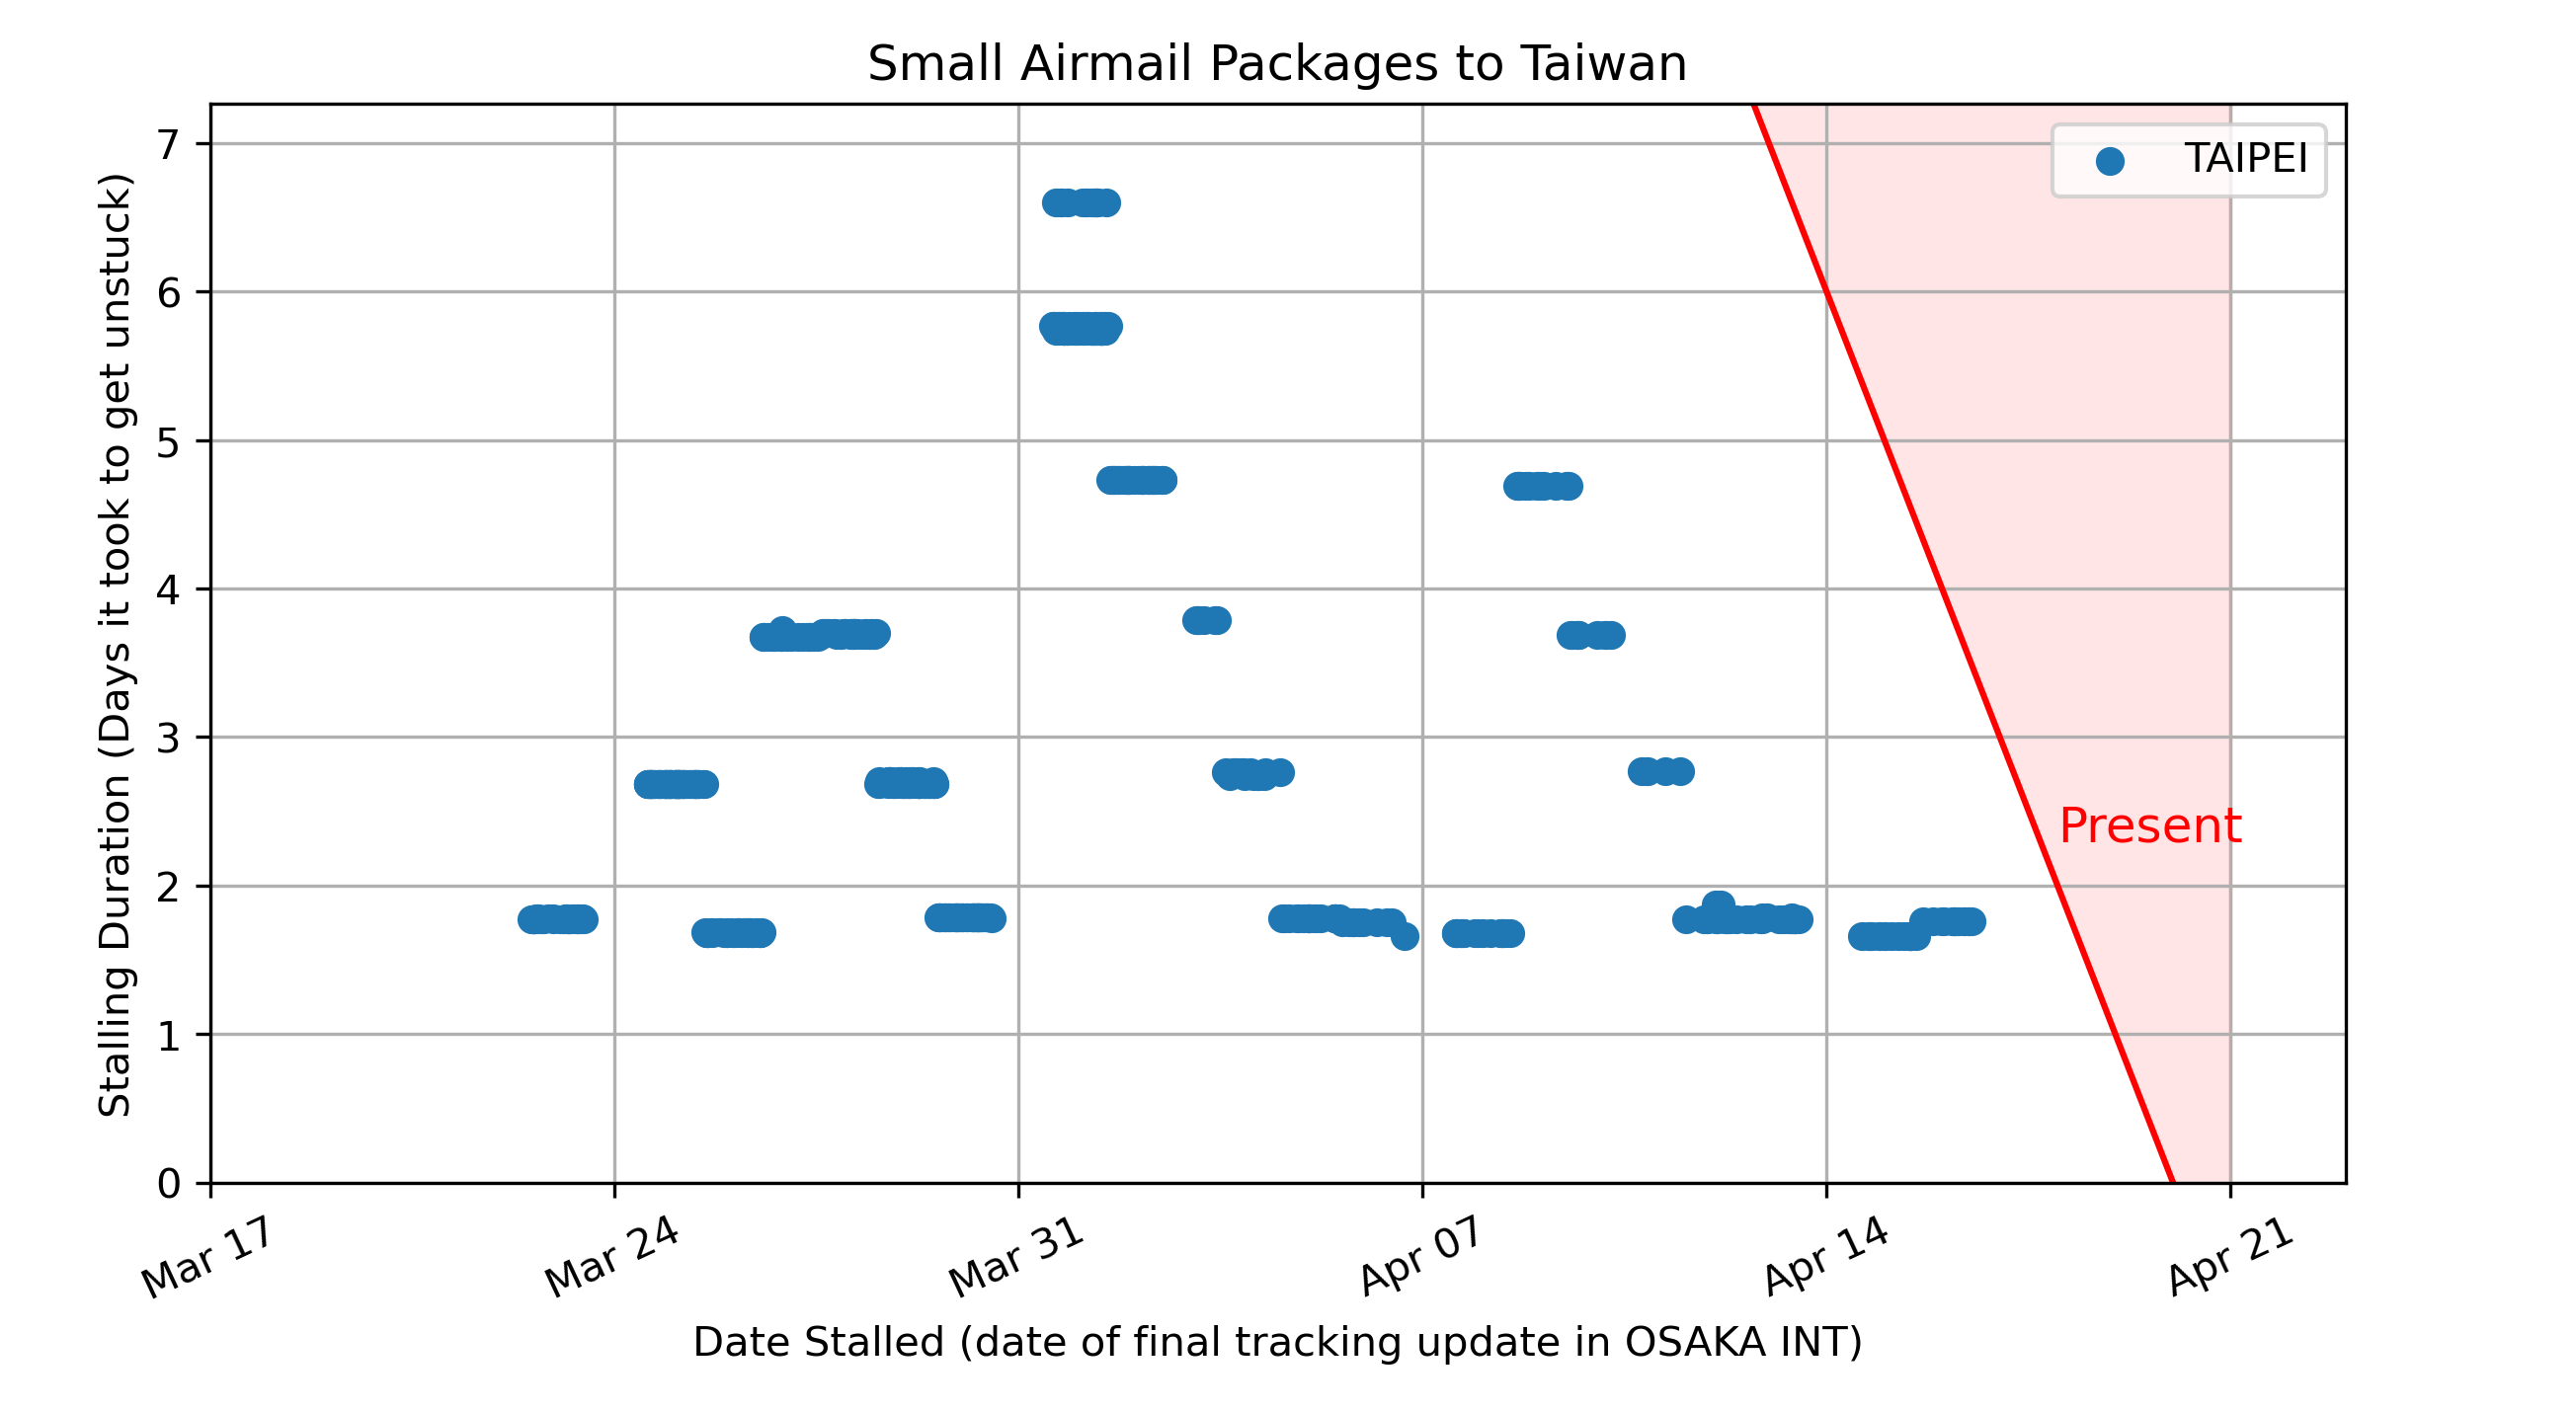 Small Airmail Packages to Taiwan
Stalling Duration (Days it took to get unstuck)
7
6
5
4
3
2
1
0
TAIPEI
Present
Mar 17
Mar 24
Mar 31
Apr 07
Apr 14
Apr 21
Date Stalled (date of final tracking update in OSAKA INT)